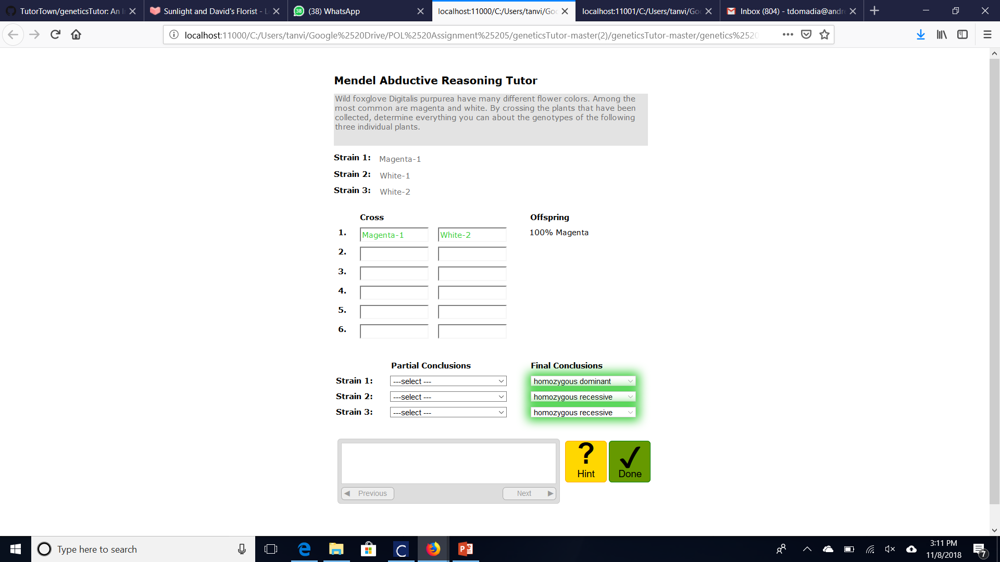 TutorTown/geneticsTutor: An I
Sunlight and David's Florist - L
38 (38) WhatsApp
localhost:11000/C:/Users/tanvi/Goo
localhost:11001/C:/Users/tanvi/Go
Inbox (804) - tdomadia@andr
localhost:11000/C:/Users/tanvi/Google%2520Drive/POL%2520Assignment%25205/geneticsTutor-master(2)/geneticsTutor-master/genetics%2520
Mendel Abductive Reasoning Tutor
Wild foxglove Digitalis purpurea have many different flower colors. Among the
most common are magenta and white. By crossing the plants that have been
collected, determine everything you can about the genotypes of the following
three individual plants.
Strain 1: Magenta-1
Strain 2: White-1
Strain 3: White-2
Cross Offspring
1. Magenta-1 White-2 100% Magenta
2.
3.
4.
5.
6.
Partial Conclusions Final Conclusions
Strain 1: ---select --- homozygous dominant
Strain 2: ---select --- homozygous recessive
Strain 3: ---select --- homozygous recessive
? Hint
Done
Previous Next
Type here to search
3:11 PM
11/8/2018
7